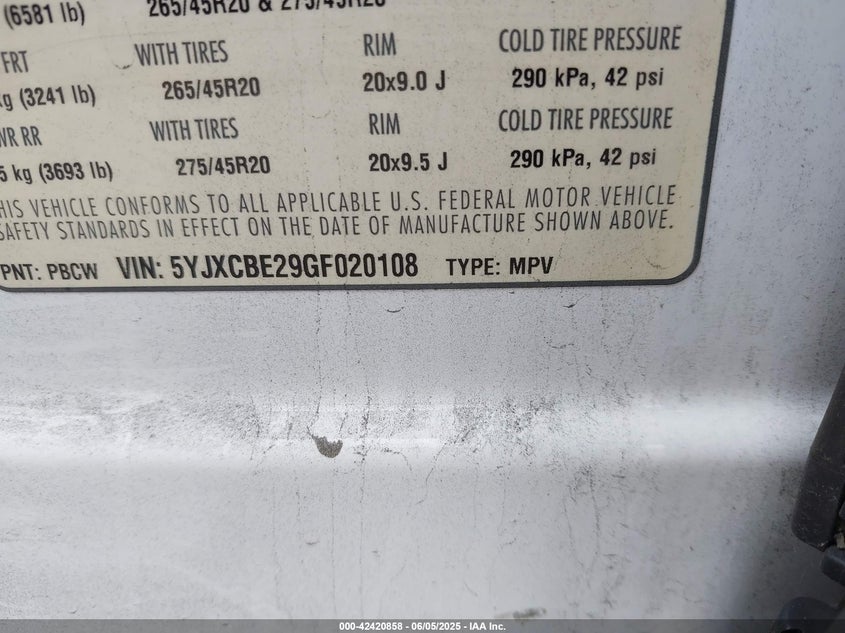 (6581 lb) 265/45R20 & 275/45R20
FRT WITH TIRES RIM COLD TIRE PRESSURE
kg (3241 lb) 265/45R20 20x9.0 J 290 kPa, 42 psi
WR RR WITH TIRES RIM COLD TIRE PRESSURE
5 kg (3693 lb) 275/45R20 20x9.5 J 290 kPa, 42 psi
THIS VEHICLE CONFORMS TO ALL APPLICABLE U.S. FEDERAL MOTOR VEHICLE
SAFETY STANDARDS IN EFFECT ON THE DATE OF MANUFACTURE SHOWN ABOVE.
PNT: PBCW VIN: 5YJXCBE29GF020108 TYPE: MPV
000-42420858 - 06/05/2025 - IAA Inc.